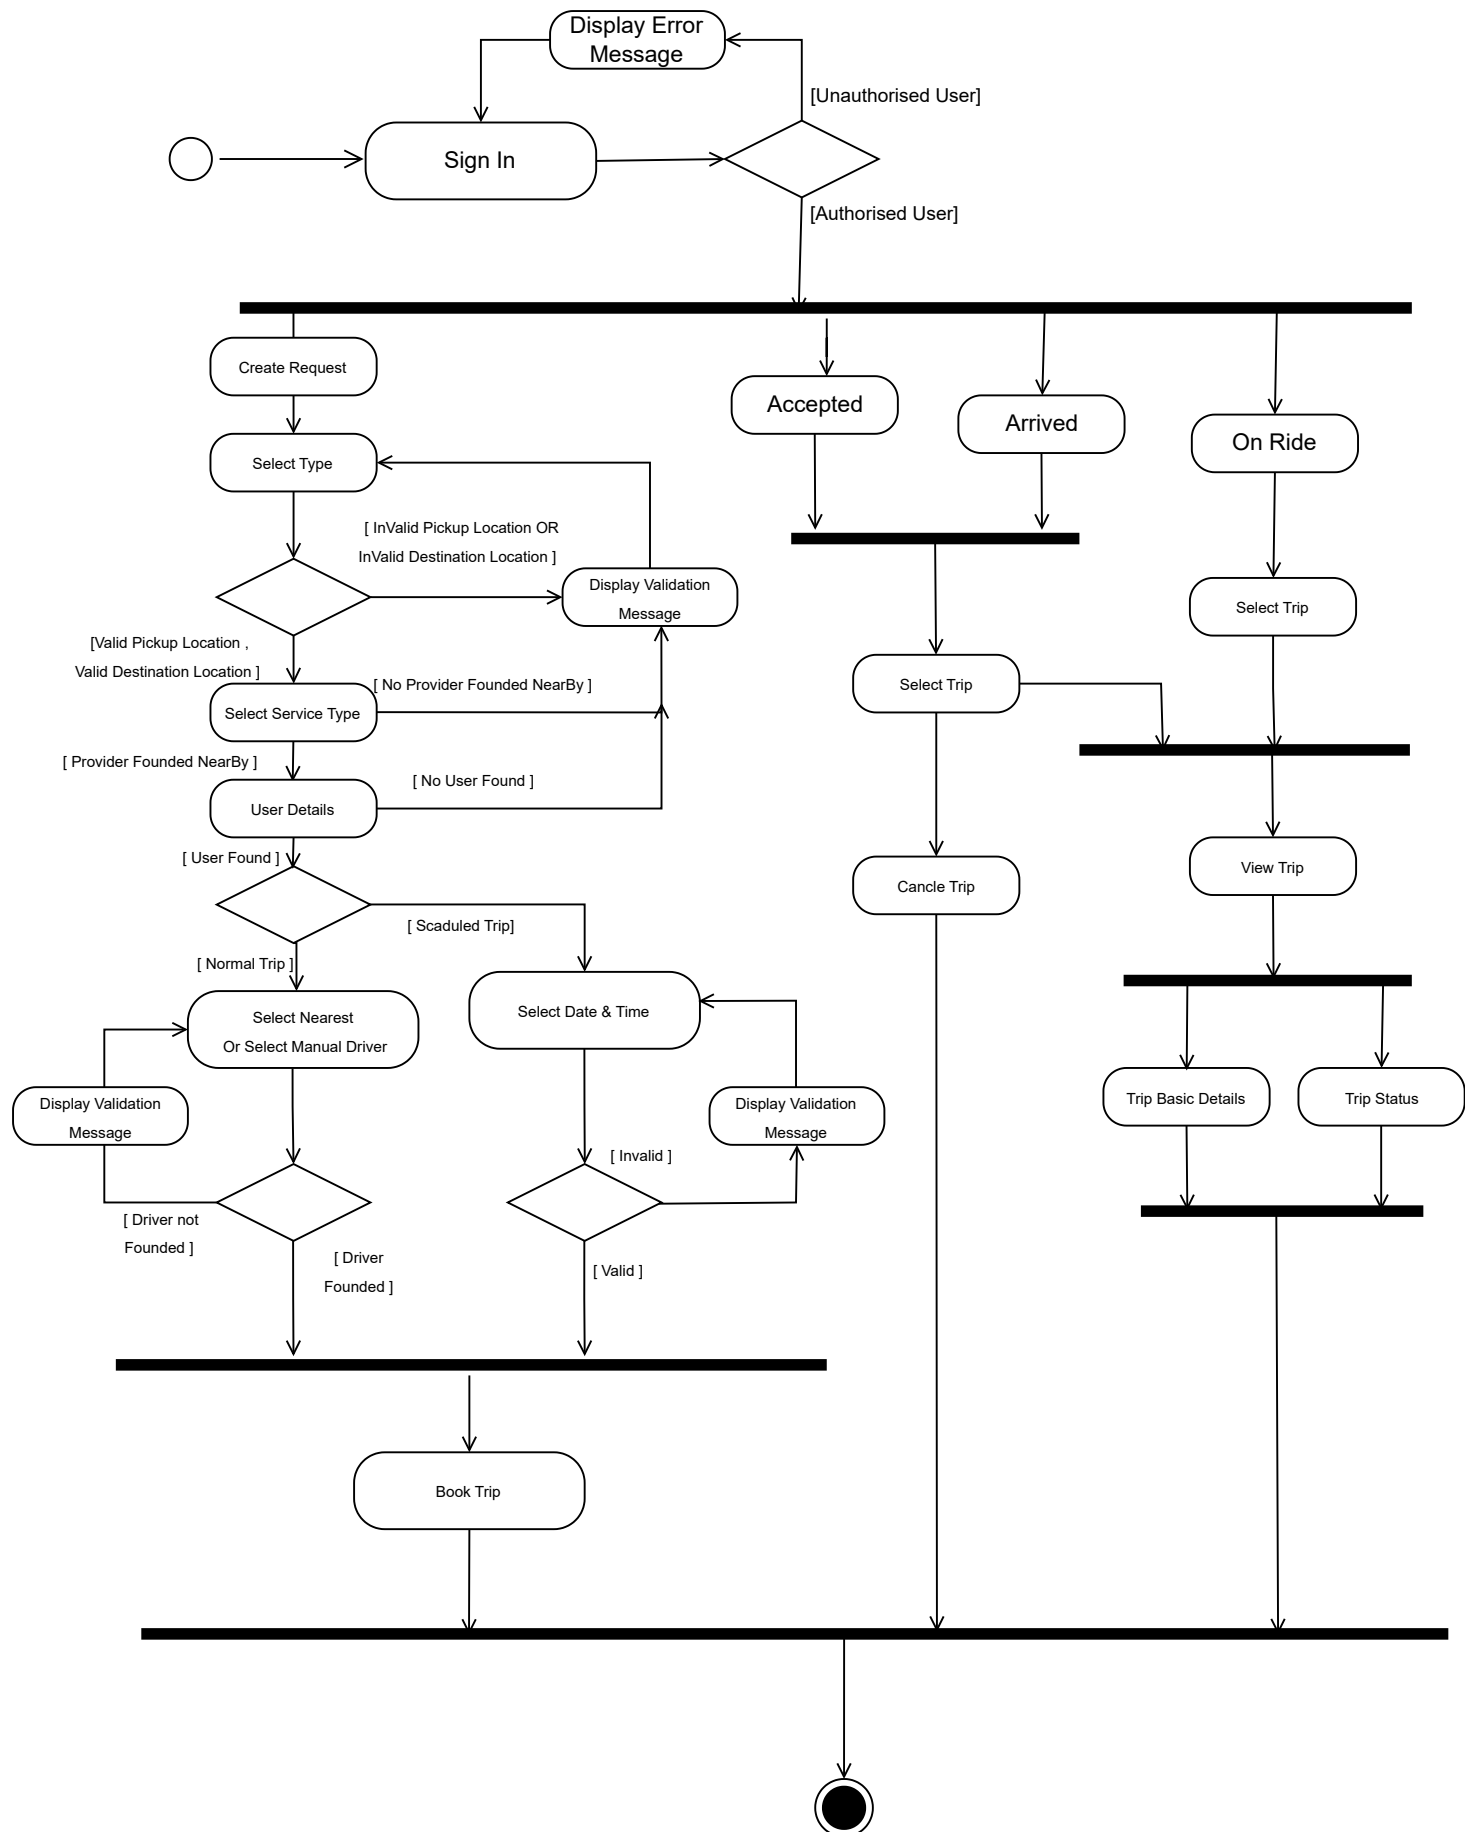 Display Error
Message
[Unauthorised User]
Sign In
[Authorised User]
Create Request
Accepted
Arrived
On Ride
Select Type
[ InValid Pickup Location OR
InValid Destination Location ]
Display Validation
Message
Select Trip
[Valid Pickup Location ,
Valid Destination Location ]
[ No Provider Founded NearBy ]
Select Service Type
Select Trip
[ Provider Founded NearBy ]
[ No User Found ]
User Details
[ User Found ]
View Trip
Cancle Trip
[ Scaduled Trip]
[ Normal Trip ]
Select Nearest
Or Select Manual Driver
Select Date & Time
Display Validation
Message
Display Validation
Message
Trip Basic Details
Trip Status
[ Invalid ]
[ Driver not
Founded ]
[ Driver
Founded ]
[ Valid ]
Book Trip